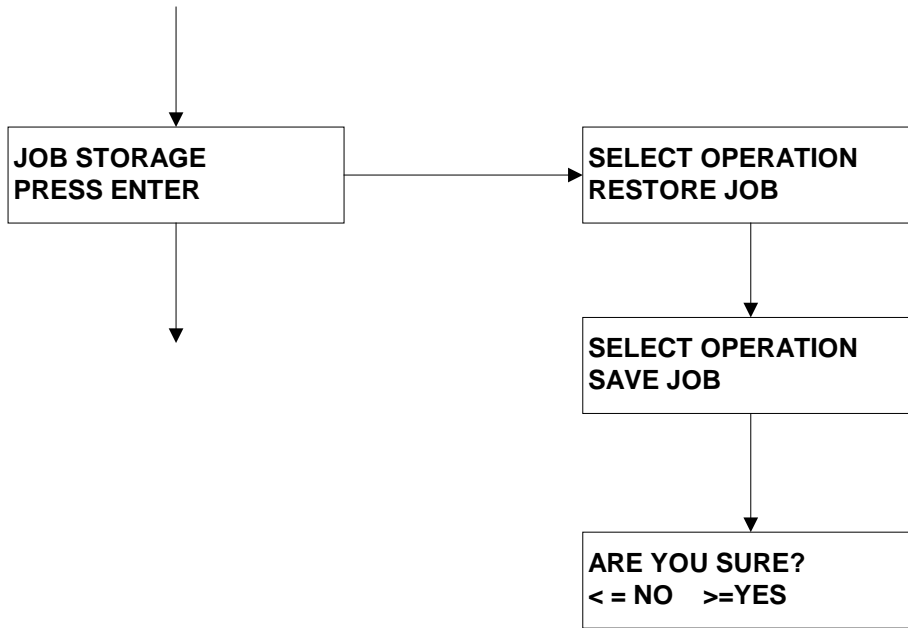 JOB STORAGE
PRESS ENTER
SELECT OPERATION
RESTORE JOB
SELECT OPERATION
SAVE JOB
ARE YOU SURE?
< = NO >=YES